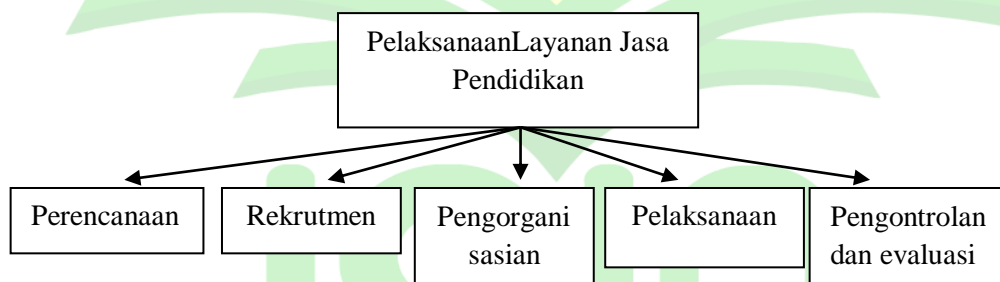 PelaksanaanLayanan Jasa
Pendidikan
Perencanaan
Rekrutmen
Pengorgani
sasian
Pelaksanaan
Pengontrolan
dan evaluasi